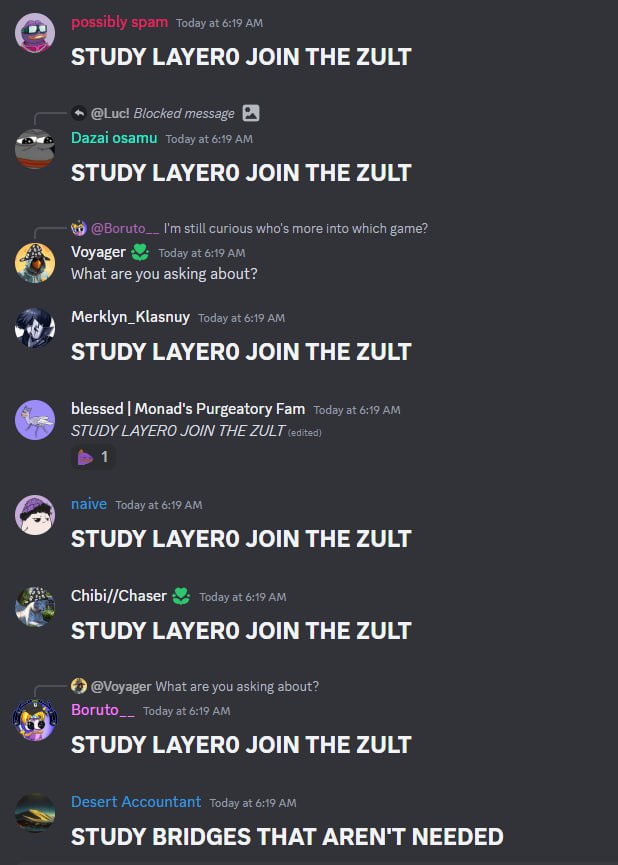 possibly spam Today at 6:19 AM
STUDY LAYER0 JOIN THE ZULT
@Luc! Blocked message
Dazai osamu Today at 6:19 AM
STUDY LAYER0 JOIN THE ZULT
@Boruto__ I'm still curious who's more into which game?
Voyager Today at 6:19 AM
What are you asking about?
Merklyn_Klasnuy Today at 6:19 AM
STUDY LAYER0 JOIN THE ZULT
blessed | Monad's Purgeatory Fam Today at 6:19 AM
STUDY LAYER0 JOIN THE ZULT (edited)
1
naive Today at 6:19 AM
STUDY LAYER0 JOIN THE ZULT
Chibi//Chaser Today at 6:19 AM
STUDY LAYER0 JOIN THE ZULT
@Voyager What are you asking about?
Boruto__ Today at 6:19 AM
STUDY LAYER0 JOIN THE ZULT
Desert Accountant Today at 6:19 AM
STUDY BRIDGES THAT AREN'T NEEDED